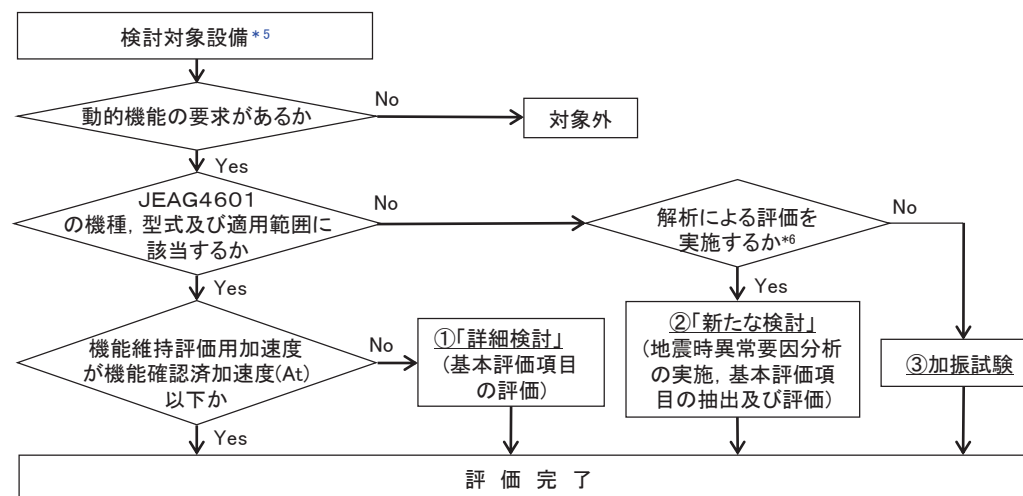 検討対象設備*5
動的機能の要求があるか
No
対象外
Yes
JEAG4601
の機種,型式及び適用範囲に
該当するか
No
解析による評価を
実施するか*6
No
Yes
Yes
機能維持評価用加速度
が機能確認済加速度(At)
以下か
No
①「詳細検討」
(基本評価項目
の評価)
②「新たな検討」
(地震時異常要因分析
の実施,基本評価項
目の抽出及び評価)
③加振試験
Yes
評 価 完 了